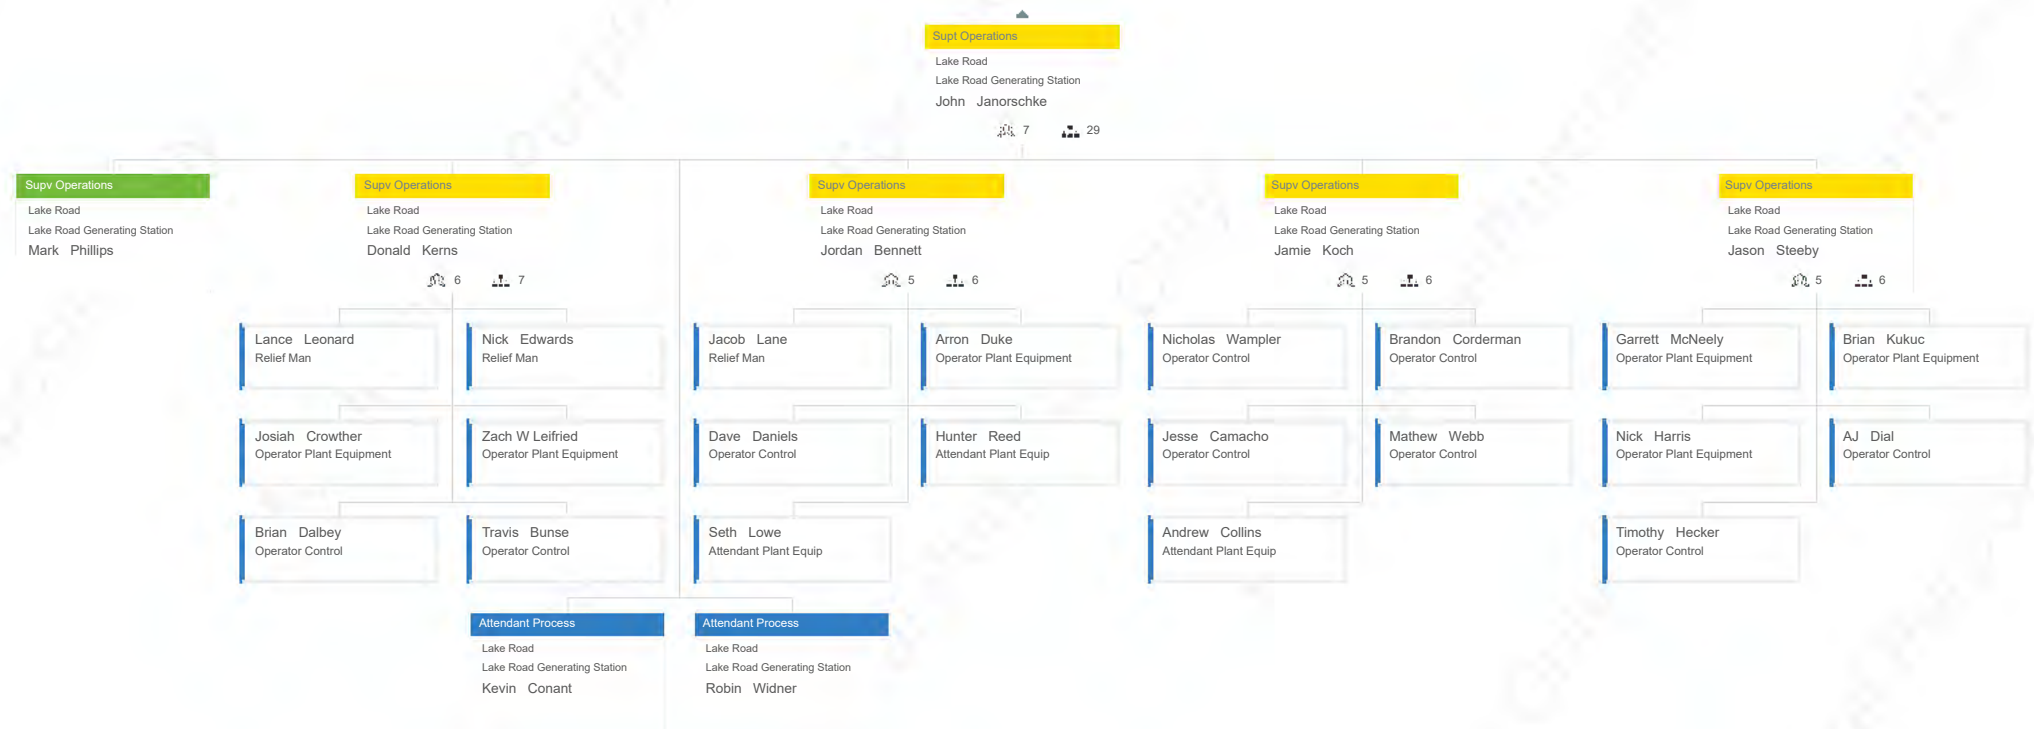 Supt Operations
Lake Road
Lake Road Generating Station
John Janorschke
7 29
Supv Operations
Lake Road
Lake Road Generating Station
Mark Phillips
Supv Operations
Lake Road
Lake Road Generating Station
Donald Kerns
6 7
Lance Leonard
Relief Man
Nick Edwards
Relief Man
Josiah Crowther
Operator Plant Equipment
Zach W Leifried
Operator Plant Equipment
Brian Dalbey
Operator Control
Travis Bunse
Operator Control
Supv Operations
Lake Road
Lake Road Generating Station
Jordan Bennett
5 6
Jacob Lane
Relief Man
Arron Duke
Operator Plant Equipment
Dave Daniels
Operator Control
Hunter Reed
Attendant Plant Equip
Seth Lowe
Attendant Plant Equip
Supv Operations
Lake Road
Lake Road Generating Station
Jamie Koch
5 6
Nicholas Wampler
Operator Control
Brandon Corderman
Operator Control
Jesse Camacho
Operator Control
Mathew Webb
Operator Control
Andrew Collins
Attendant Plant Equip
Supv Operations
Lake Road
Lake Road Generating Station
Jason Steeby
5 6
Garrett McNeely
Operator Plant Equipment
Brian Kukuc
Operator Plant Equipment
Nick Harris
Operator Plant Equipment
AJ Dial
Operator Control
Timothy Hecker
Operator Control
Attendant Process
Lake Road
Lake Road Generating Station
Kevin Conant
Attendant Process
Lake Road
Lake Road Generating Station
Robin Widner